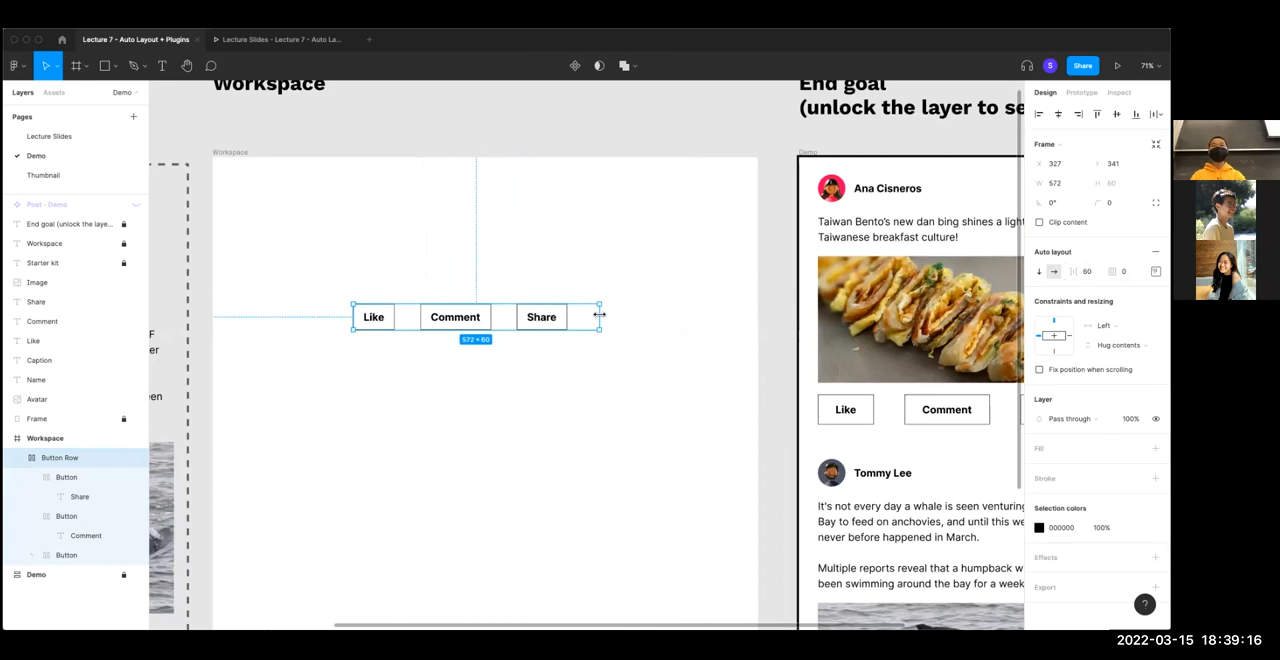 Lecture 7 - Auto Layout + Plugins
Lecture Slides - Lecture 7 - Auto La...
S
Share
71%
Layers
Assets
Demo
Pages
Lecture Slides
Demo
Thumbnail
Post - Demo
End goal (unlock the laye...
Workspace
Starter kit
Image
Share
Comment
Like
Caption
Name
Avatar
Frame
Workspace
Button Row
Button
Share
Button
Comment
Button
Demo
Workspace
End goal
(unlock the layer to se
Workspace
Demo
F
er
een
Like
Comment
Share
572 × 60
Ana Cisneros
Taiwan Bento's new dan bing shines a light
Taiwanese breakfast culture!
Like
Comment
Tommy Lee
It's not every day a whale is seen venturing
Bay to feed on anchovies, and until this we
never before happened in March.
Multiple reports reveal that a humpback w
been swimming around the bay for a week
Design
Prototype
Inspect
Frame
X 327
Y 341
W 572
H 60
0°
0
Clip content
Auto layout
60
0
Constraints and resizing
Left
Hug contents
Fix position when scrolling
Layer
Pass through
100%
Fill
Stroke
Selection colors
000000
100%
Effects
Export
?
2022-03-15 18:39:16